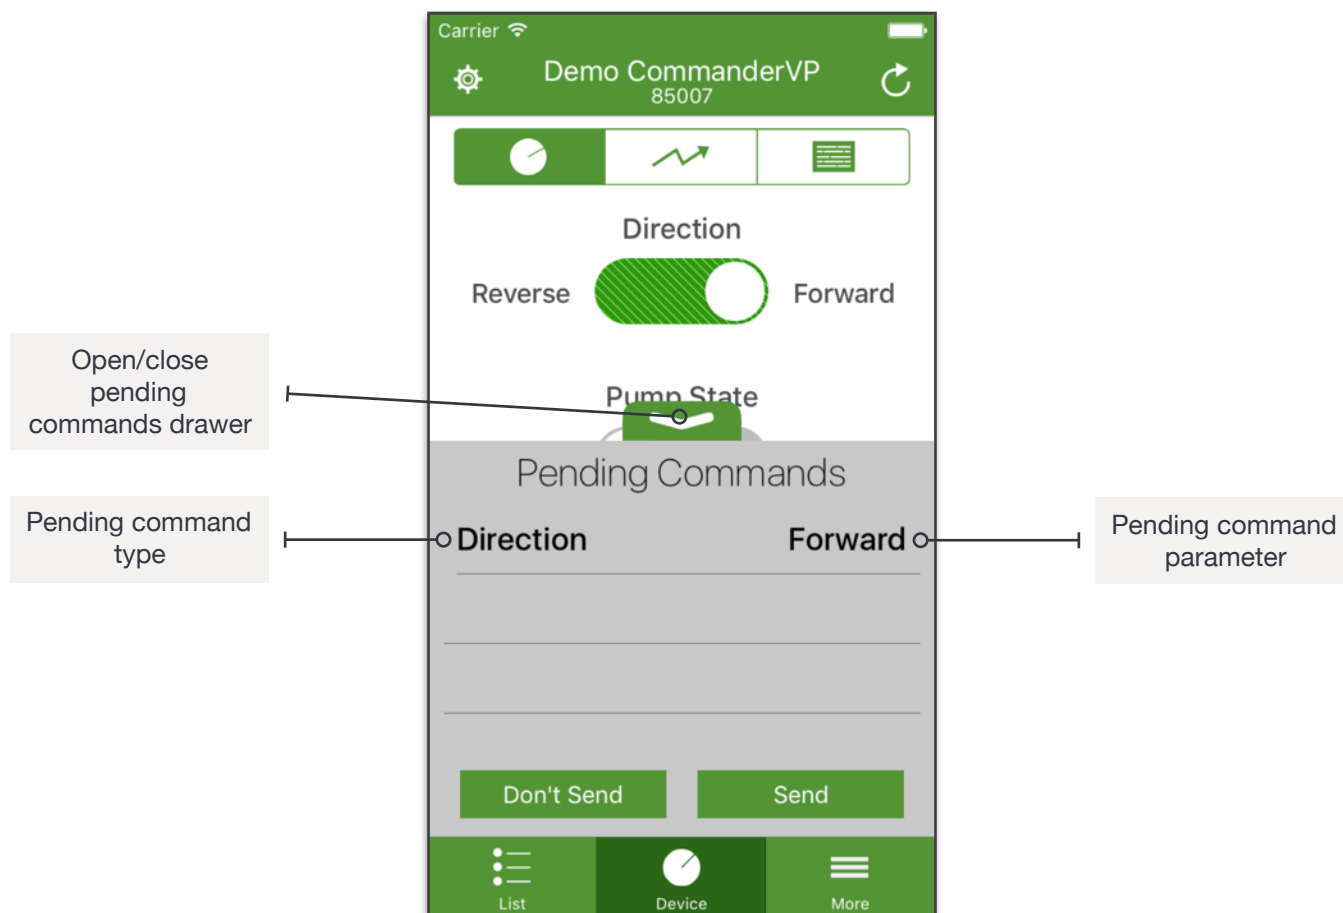 Carrier
Demo CommanderVP
85007
Direction
Reverse
Forward
Open/close
pending
commands drawer
Pump State
Pending Commands
Pending command
type
Direction
Forward
Pending command
parameter
Don't Send
Send
List
Device
More